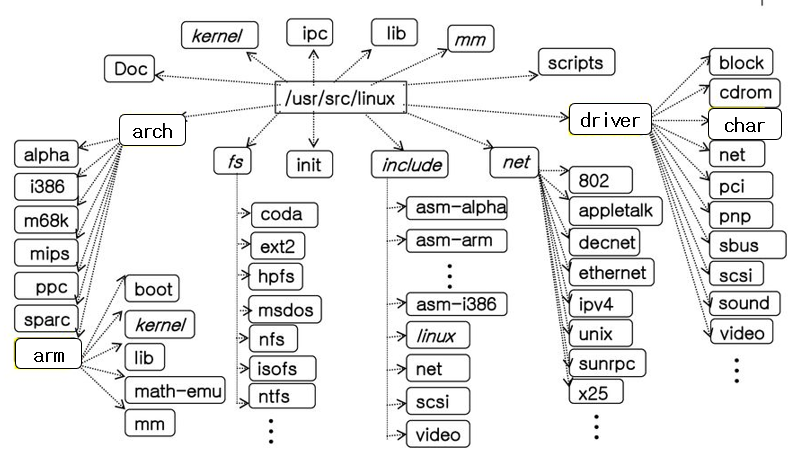 kernel
ipc
lib
mm
Doc
scripts
/usr/src/linux
arch
driver
fs
init
include
net
alpha
i386
m68k
mips
ppc
sparc
arm
boot
kernel
lib
math-emu
mm
coda
ext2
hpfs
msdos
nfs
isofs
ntfs
asm-alpha
asm-arm
asm-i386
linux
net
scsi
video
802
appletalk
decnet
ethernet
ipv4
unix
sunrpc
x25
block
cdrom
char
net
pci
pnp
sbus
scsi
sound
video